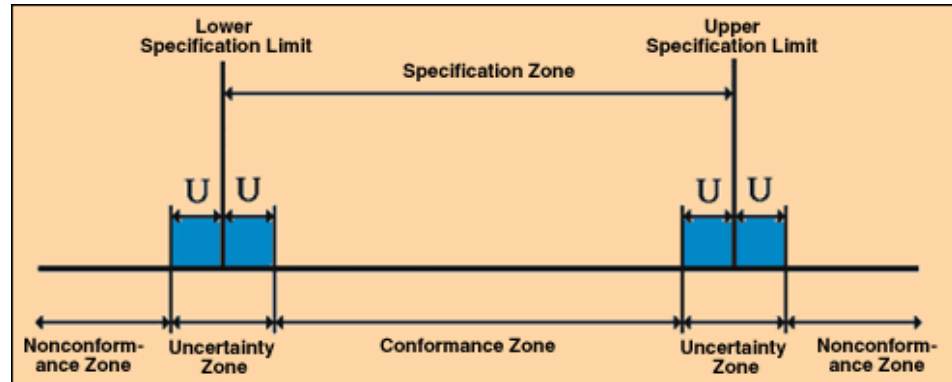 Lower
Specification Limit
Upper
Specification Limit
Specification Zone
U U
U U
Nonconform-
ance Zone
Uncertainty
Zone
Conformance Zone
Uncertainty
Zone
Nonconform-
ance Zone